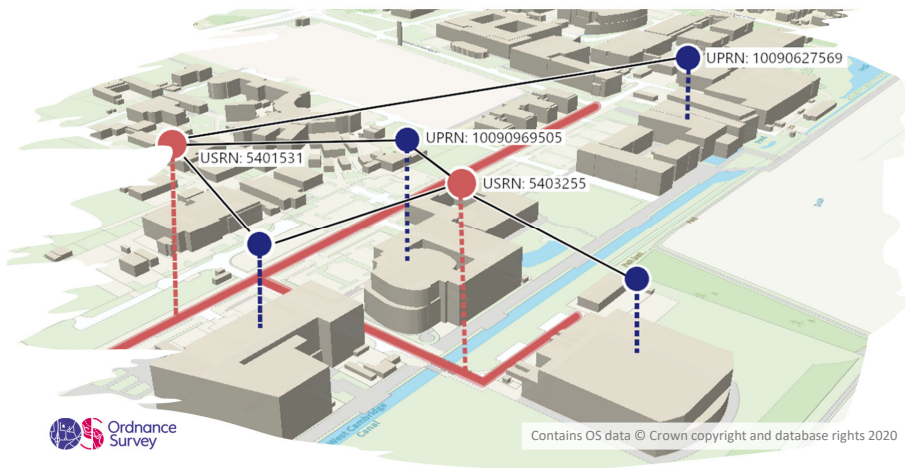 UPRN: 10090627569
UPRN: 10090969505
USRN: 5401531
USRN: 5403255
West Cambridge
Canal
Ordnance
Survey
Contains OS data © Crown copyright and database rights 2020